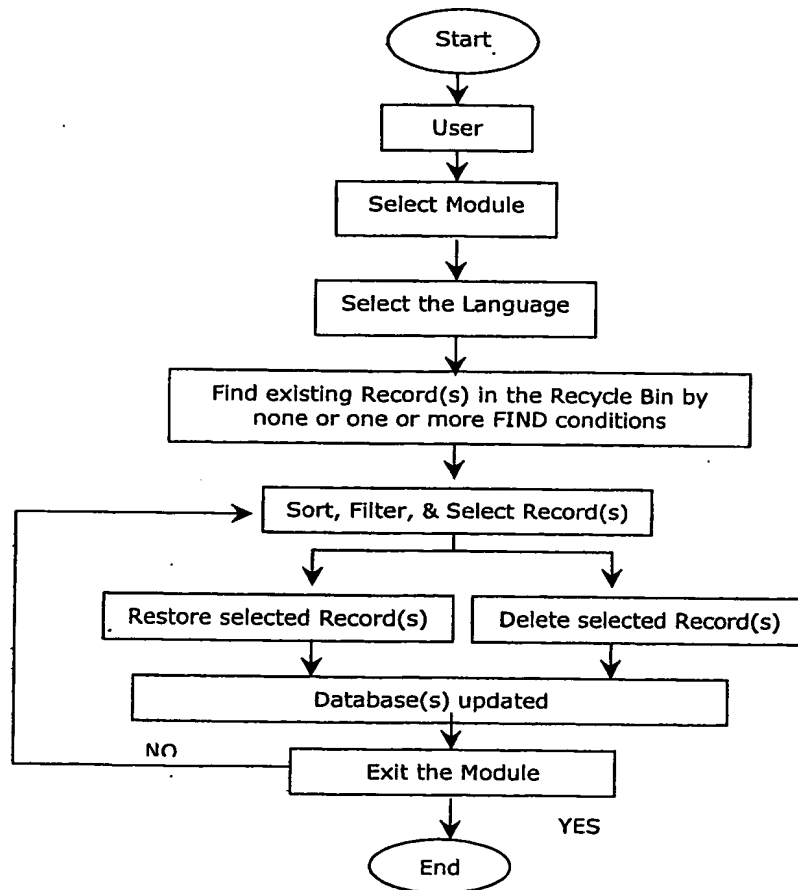 Start
User
Select Module
Select the Language
Find existing Record(s) in the Recycle Bin by
none or one or more FIND conditions
Sort, Filter, & Select Record(s)
Restore selected Record(s)
Delete selected Record(s)
Database(s) updated
NO
Exit the Module
YES
End